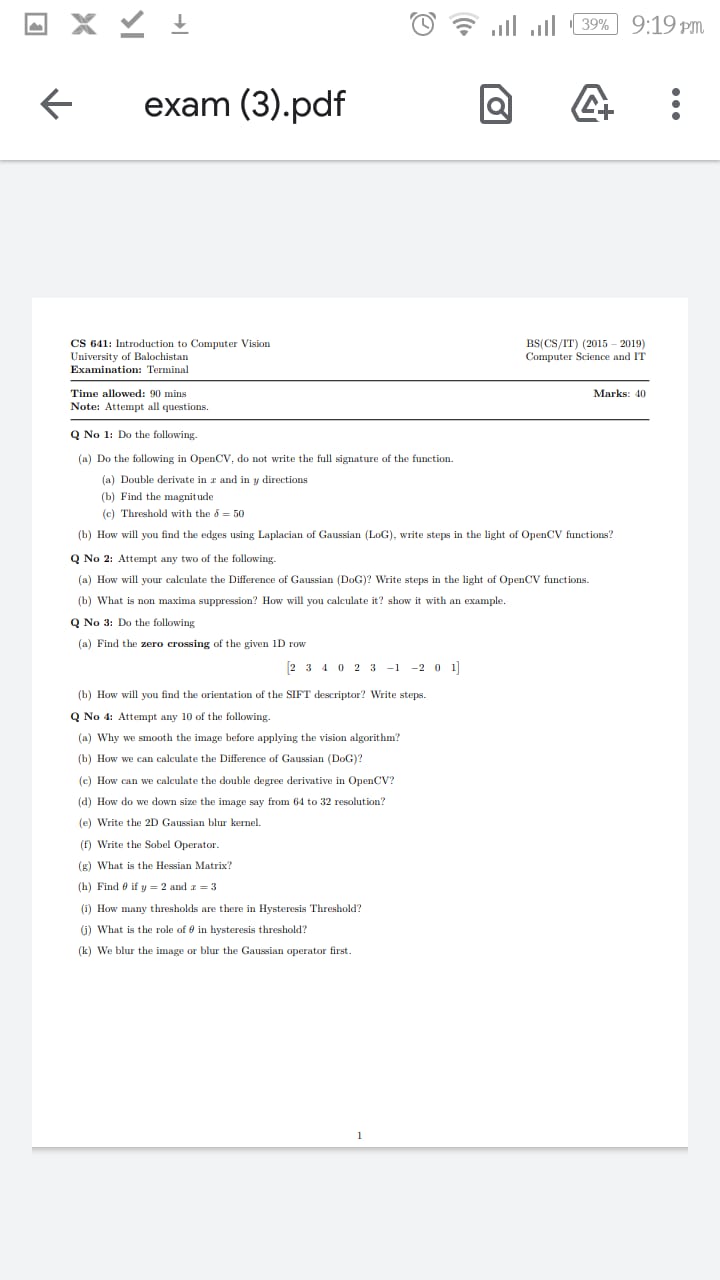 39% 9:19 PM
exam (3).pdf
CS 641: Introduction to Computer Vision BS(CS/IT) (2015 – 2019)
University of Balochistan Computer Science and IT
Examination: Terminal
Time allowed: 90 mins Marks: 40
Note: Attempt all questions.
Q No 1: Do the following.
(a) Do the following in OpenCV, do not write the full signature of the function.
(a) Double derivate in x and in y directions
(b) Find the magnitude
(c) Threshold with the δ = 50
(b) How will you find the edges using Laplacian of Gaussian (LoG), write steps in the light of OpenCV functions?
Q No 2: Attempt any two of the following.
(a) How will your calculate the Difference of Gaussian (DoG)? Write steps in the light of OpenCV functions.
(b) What is non maxima suppression? How will you calculate it? show it with an example.
Q No 3: Do the following
(a) Find the zero crossing of the given 1D row
[2 3 4 0 2 3 −1 −2 0 1]
(b) How will you find the orientation of the SIFT descriptor? Write steps.
Q No 4: Attempt any 10 of the following.
(a) Why we smooth the image before applying the vision algorithm?
(b) How we can calculate the Difference of Gaussian (DoG)?
(c) How can we calculate the double degree derivative in OpenCV?
(d) How do we down size the image say from 64 to 32 resolution?
(e) Write the 2D Gaussian blur kernel.
(f) Write the Sobel Operator.
(g) What is the Hessian Matrix?
(h) Find θ if y = 2 and x = 3
(i) How many thresholds are there in Hysteresis Threshold?
(j) What is the role of θ in hysteresis threshold?
(k) We blur the image or blur the Gaussian operator first.
1